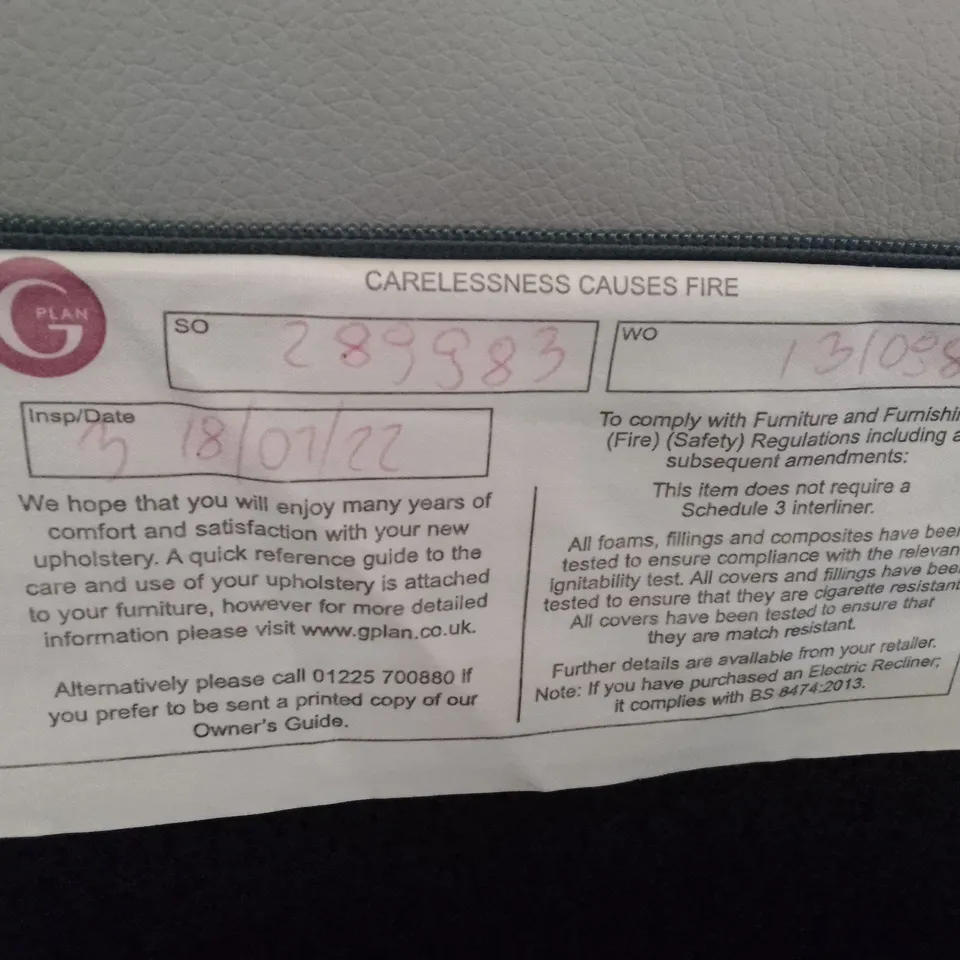 G PLAN
CARELESSNESS CAUSES FIRE
SO 289983
WO 131098
Insp/Date 3 18/07/22
We hope that you will enjoy many years of
comfort and satisfaction with your new
upholstery. A quick reference guide to the
care and use of your upholstery is attached
to your furniture, however for more detailed
information please visit www.gplan.co.uk.
Alternatively please call 01225 700880 if
you prefer to be sent a printed copy of our
Owner's Guide.
To comply with Furniture and Furnishi
(Fire) (Safety) Regulations including a
subsequent amendments:
This item does not require a
Schedule 3 interliner.
All foams, fillings and composites have been
tested to ensure compliance with the relevan
ignitability test. All covers and fillings have bee
tested to ensure that they are cigarette resistant
All covers have been tested to ensure that
they are match resistant.
Further details are available from your retailer.
Note: If you have purchased an Electric Recliner;
it complies with BS 8474:2013.